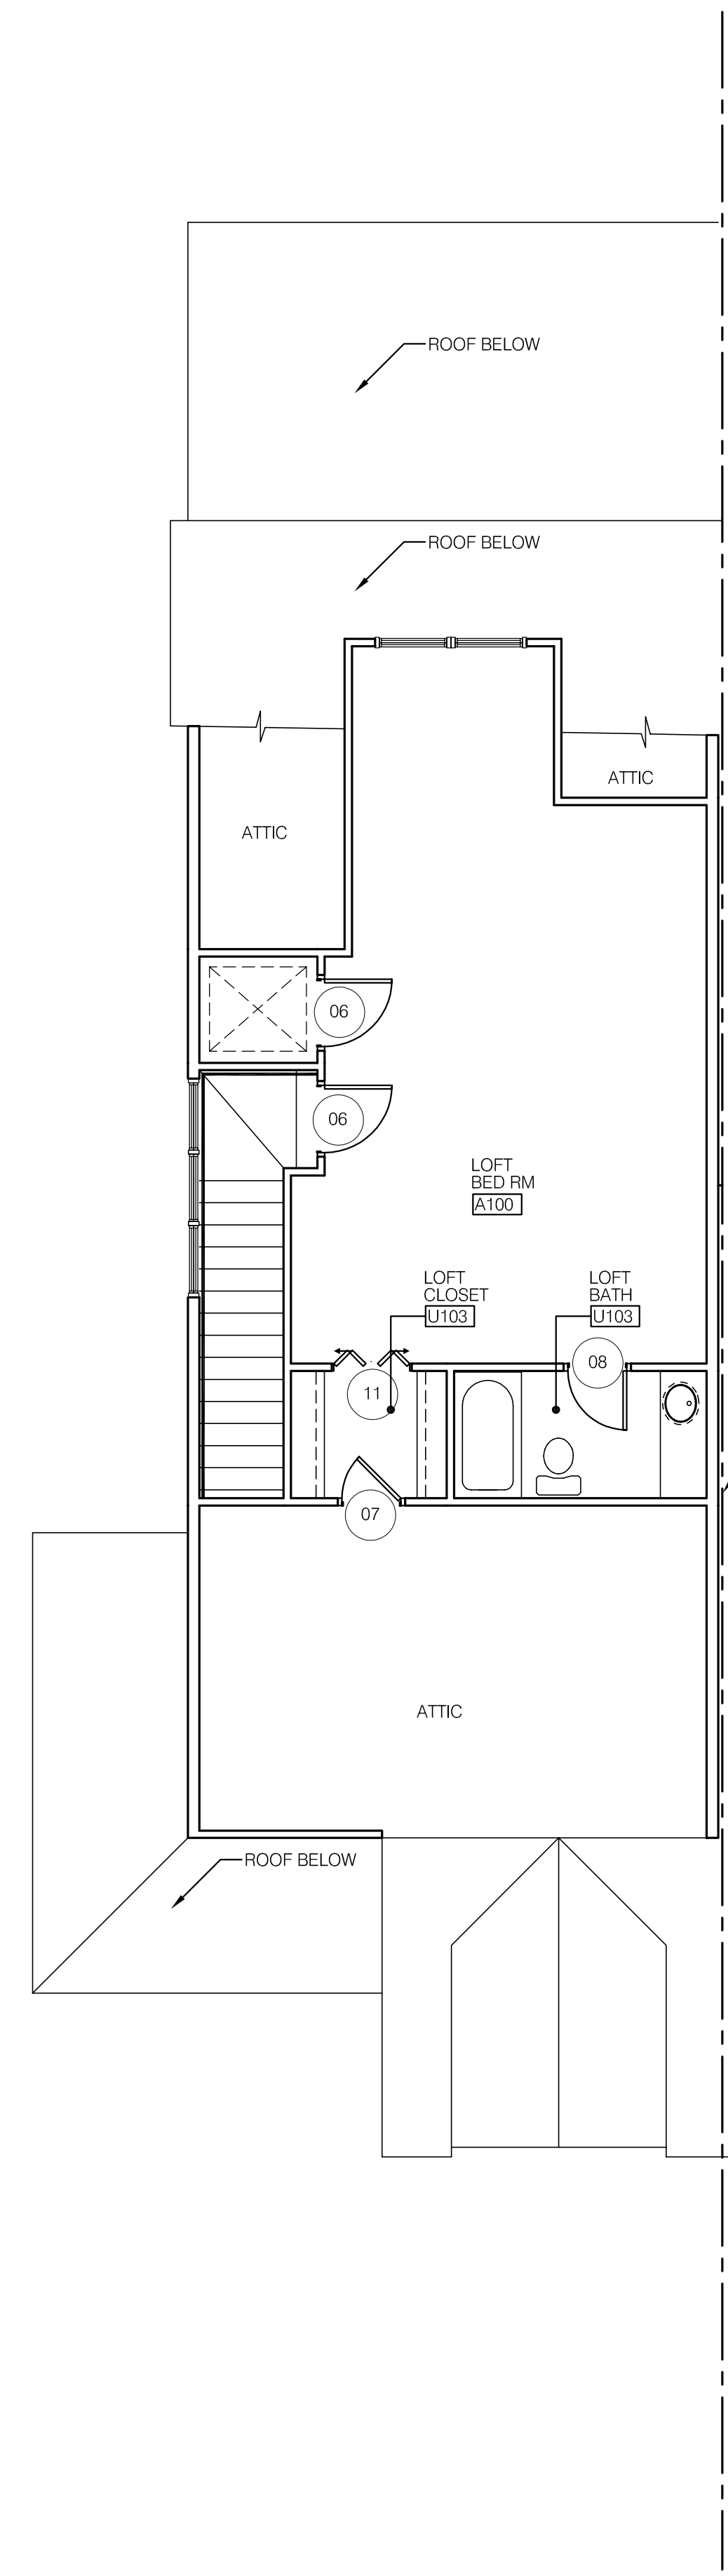 ROOF BELOW
ROOF BELOW
ATTIC
ATTIC
06
06
LOFT
BED RM
A100
LOFT
CLOSET
U103
LOFT
BATH
U103
08
11
07
ATTIC
ROOF BELOW